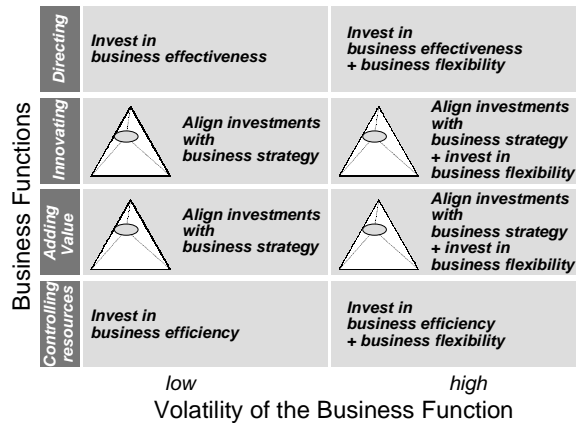 Business Functions
Directing
Invest in
business effectiveness
Invest in
business effectiveness
+ business flexibility
Innovating
Align investments
with
business strategy
Align investments
with
business strategy
+ invest in
business flexibility
Adding
Value
Align investments
with
business strategy
Align investments
with
business strategy
+ invest in
business flexibility
Controlling
resources
Invest in
business efficiency
Invest in
business efficiency
+ business flexibility
low
high
Volatility of the Business Function